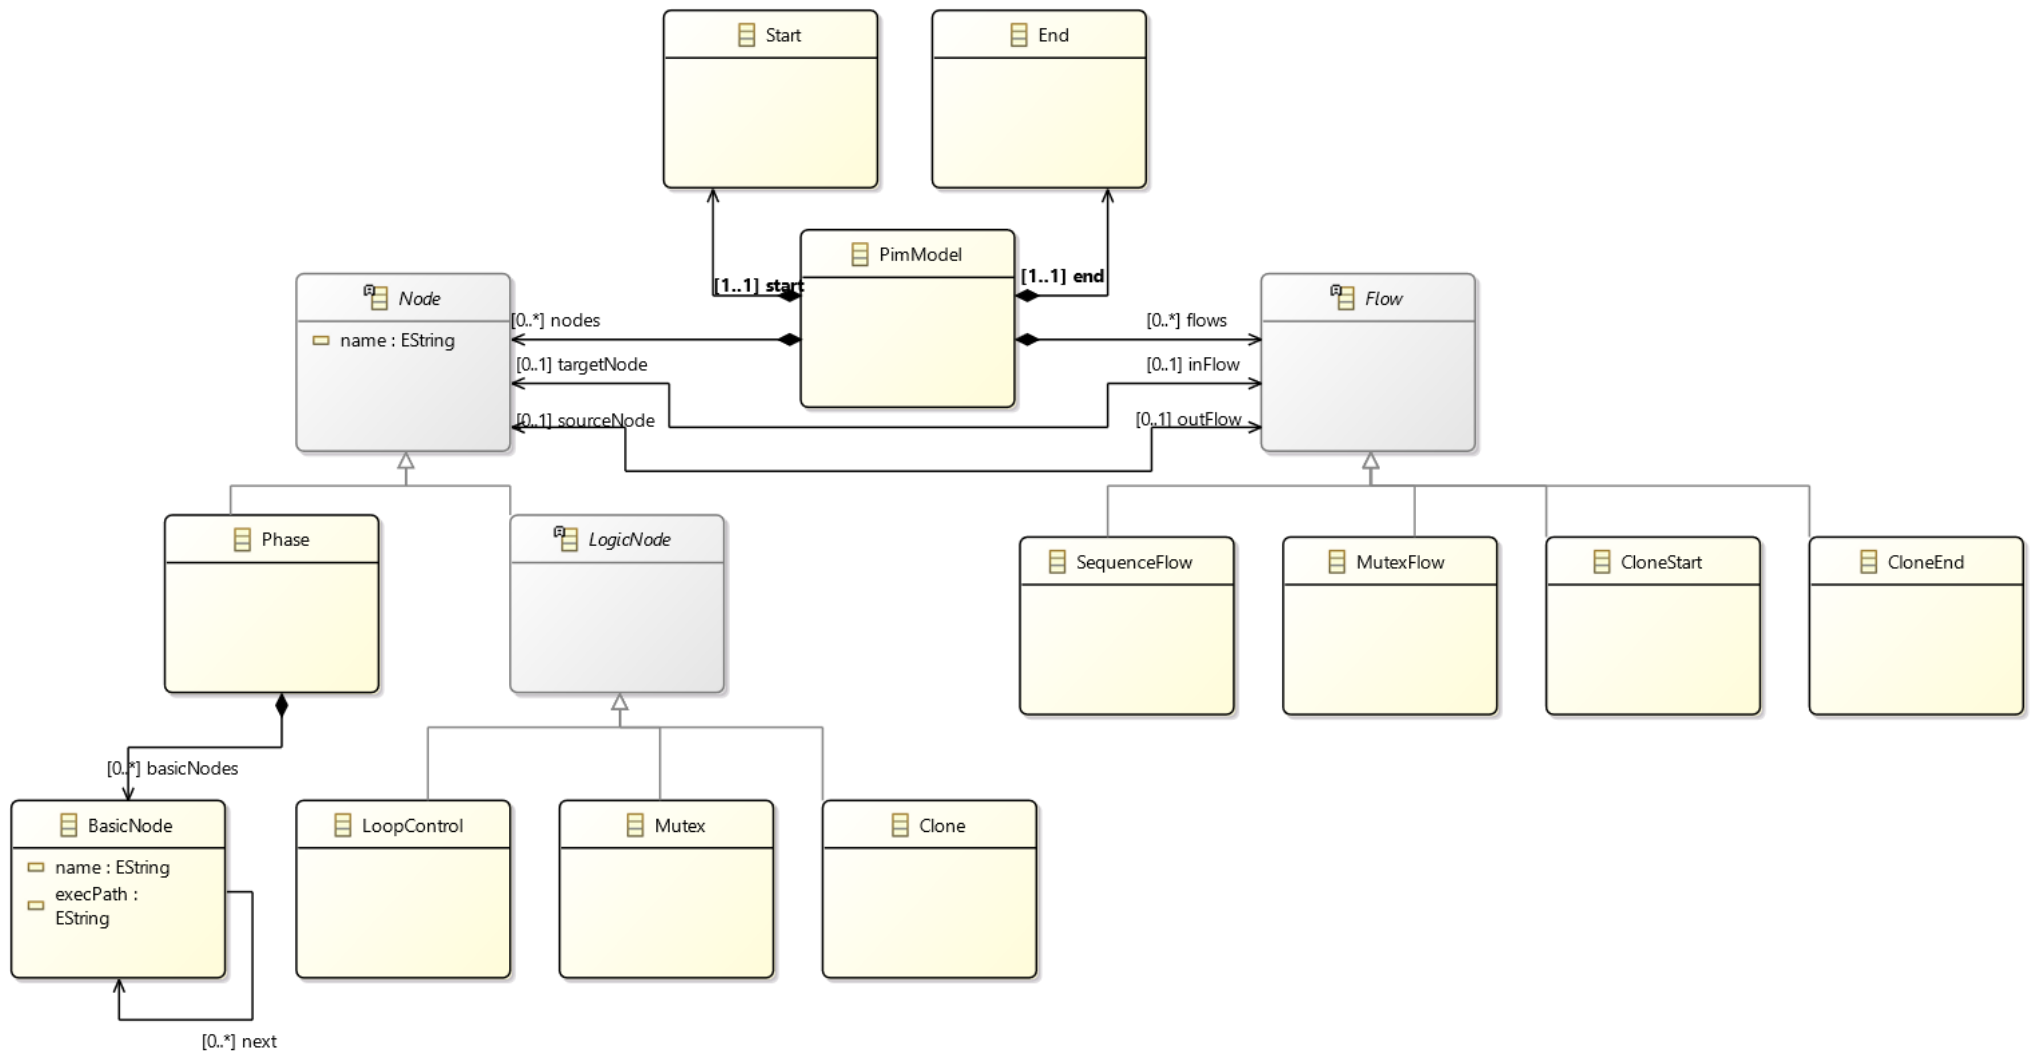 Start
End
PimModel
[1..1] start
[1..1] end
Node
name : EString
Flow
[0..*] nodes
[0..*] flows
[0..1] targetNode
[0..1] inFlow
[0..1] sourceNode
[0..1] outFlow
Phase
LogicNode
SequenceFlow
MutexFlow
CloneStart
CloneEnd
[0..*] basicNodes
BasicNode
name : EString
execPath :
EString
LoopControl
Mutex
Clone
[0..*] next